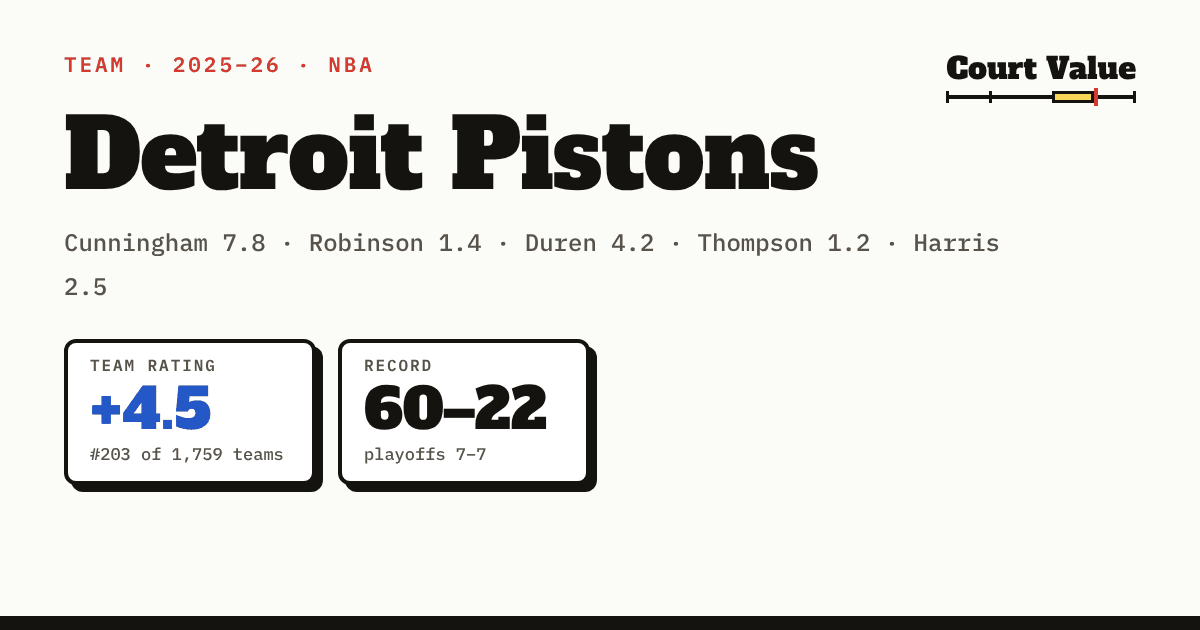 TEAM · 2025–26 · NBA
Court Value
Detroit Pistons
Cunningham 7.8 · Robinson 1.4 · Duren 4.2 · Thompson 1.2 · Harris
2.5
TEAM RATING
+4.5
#203 of 1,759 teams
RECORD
60–22
playoffs 7–7